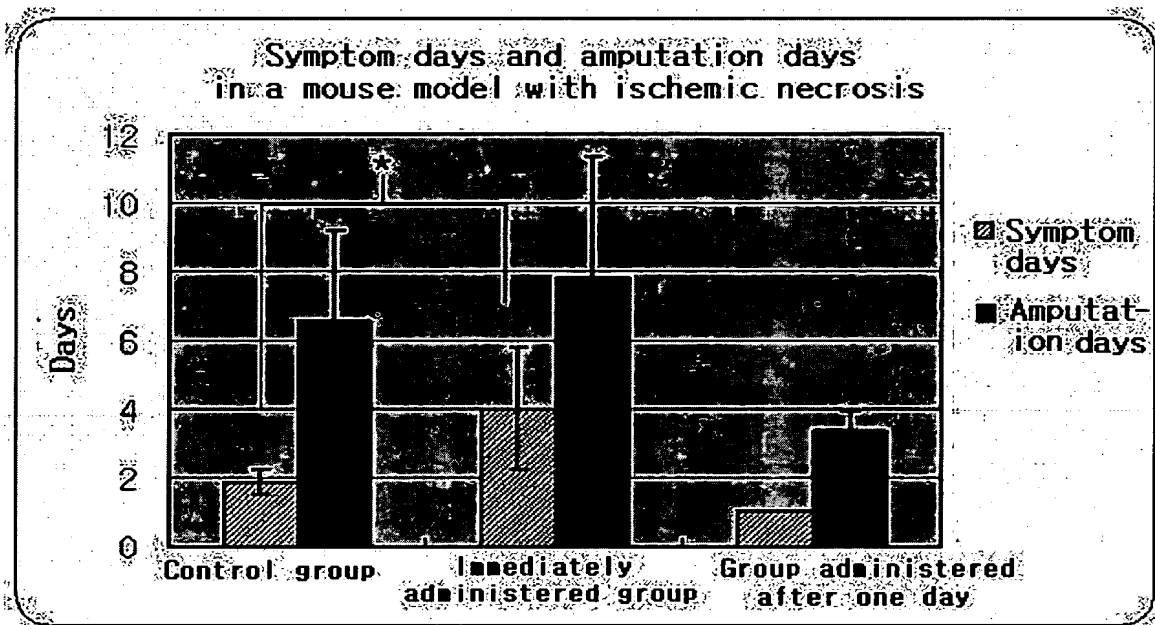 Symptom days and amputation days
in a mouse model with ischemic necrosis
12
10
8
6
4
2
0
Days
*
Symptom
days
Amputat-
ion days
Control group
Immediately
administered group
Group administered
after one day